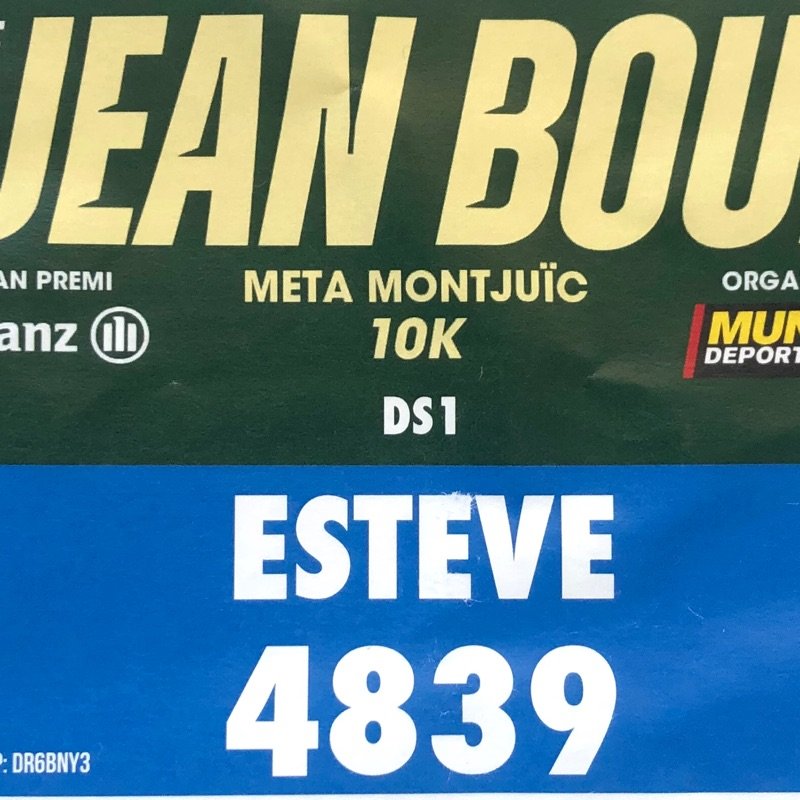 JEAN BOU
AN PREMI
META MONTJUÏC
ORGA
anz
10K
MUN
DEPORT
DS1
ESTEVE
4839
P: DR6BNY3